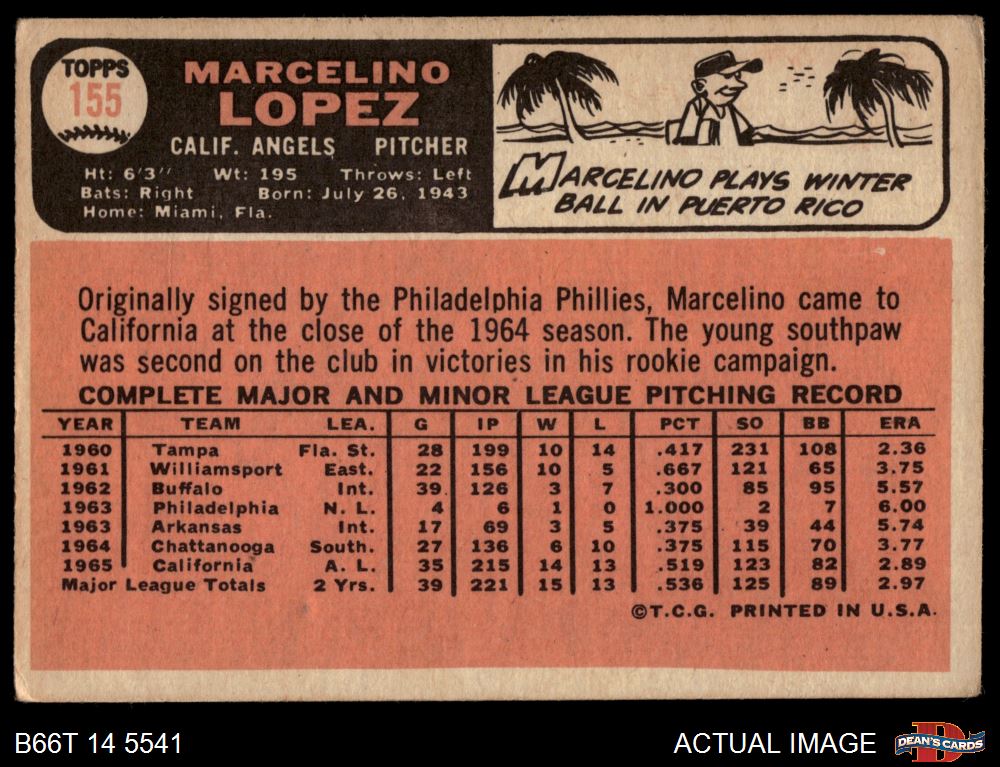 TOPPS
155
MARCELINO
LOPEZ
CALIF. ANGELS PITCHER
Ht: 6'3" Wt: 195 Throws: Left
Bats: Right Born: July 26, 1943
Home: Miami, Fla.
MARCELINO PLAYS WINTER
BALL IN PUERTO RICO
Originally signed by the Philadelphia Phillies, Marcelino came to
California at the close of the 1964 season. The young southpaw
was second on the club in victories in his rookie campaign.
COMPLETE MAJOR AND MINOR LEAGUE PITCHING RECORD
YEAR TEAM LEA. G IP W L PCT SO BB ERA
1960 Tampa Fla. St. 28 199 10 14 .417 231 108 2.36
1961 Williamsport East. 22 156 10 5 .667 121 65 3.75
1962 Buffalo Int. 39 126 3 7 .300 85 95 5.57
1963 Philadelphia N. L. 4 6 1 0 1.000 2 7 6.00
1963 Arkansas Int. 17 69 3 5 .375 39 44 5.74
1964 Chattanooga South. 27 136 6 10 .375 115 70 3.77
1965 California A. L. 35 215 14 13 .519 123 82 2.89
Major League Totals 2 Yrs. 39 221 15 13 .536 125 89 2.97
©T.C.G. PRINTED IN U.S.A.
B66T 14 5541
ACTUAL IMAGE
D
DEAN'S CARDS